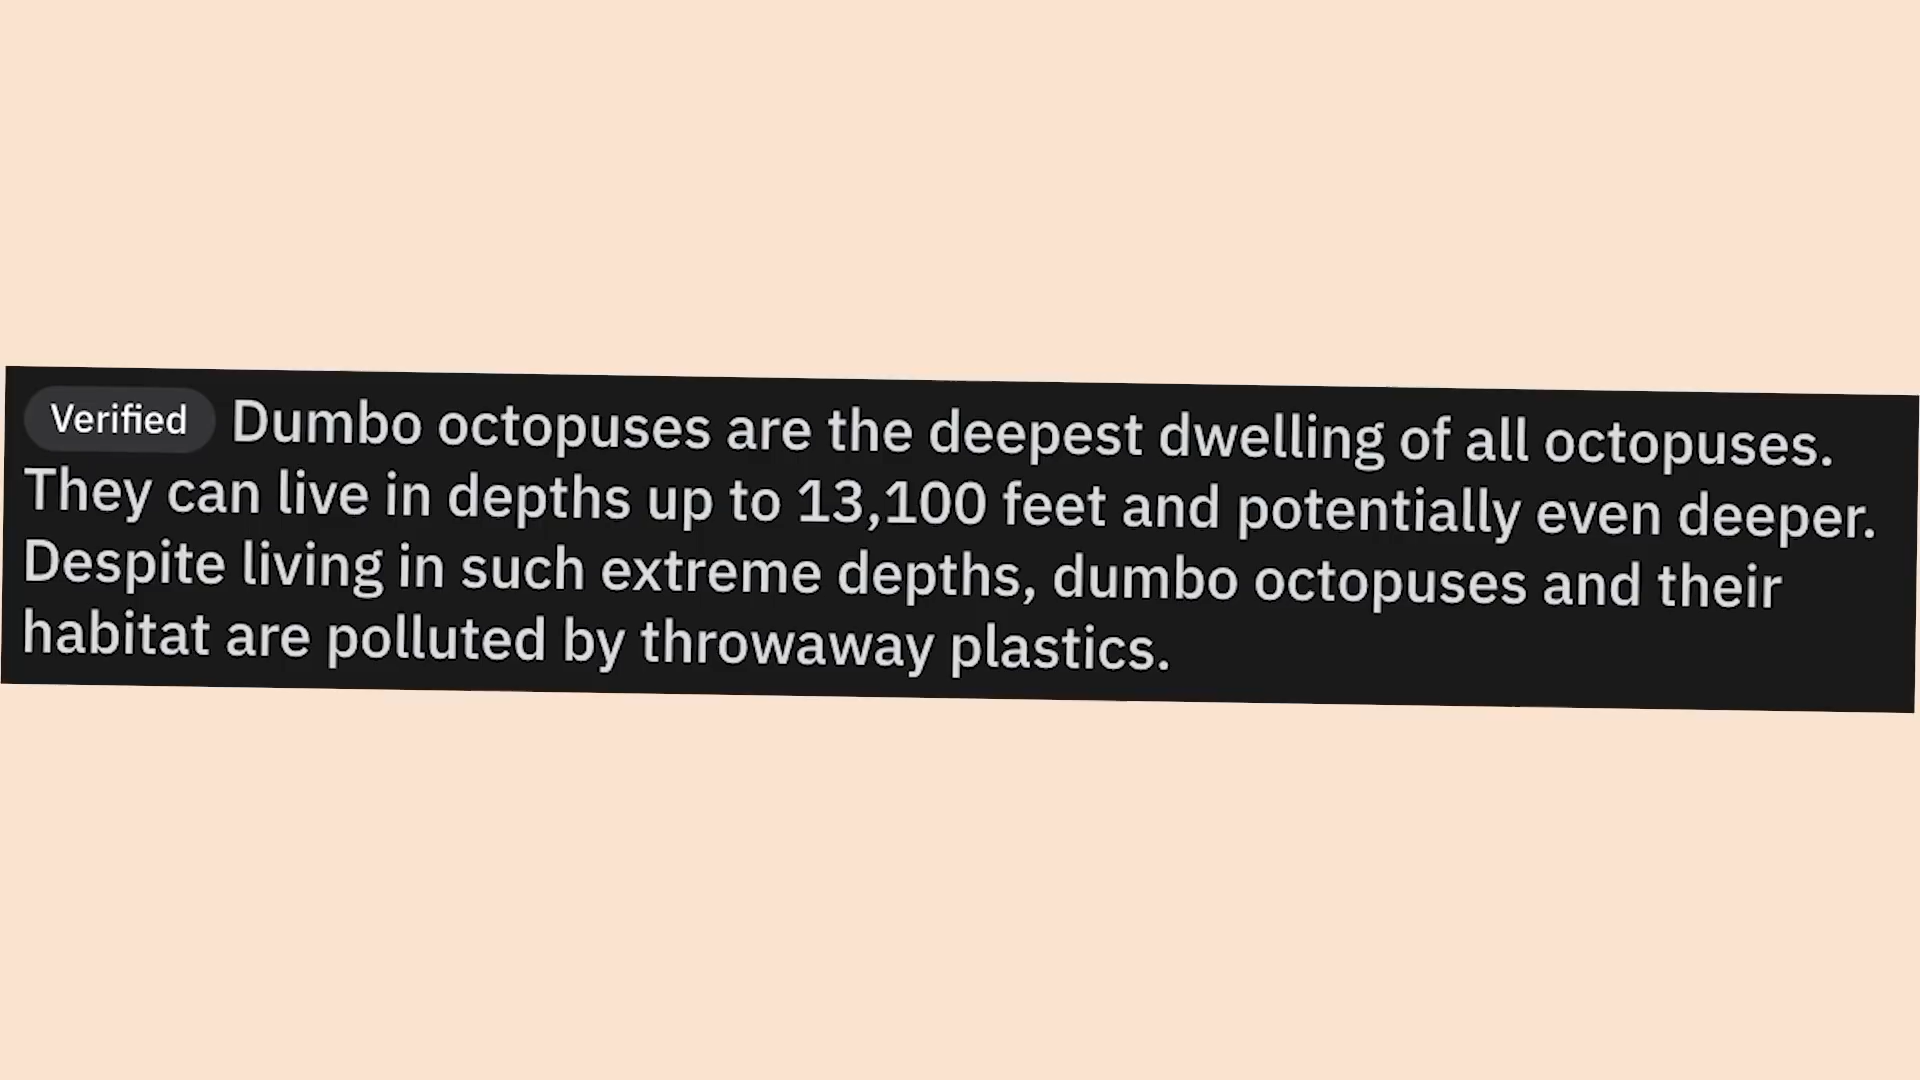 Verified Dumbo octopuses are the deepest dwelling of all octopuses.
They can live in depths up to 13,100 feet and potentially even deeper.
Despite living in such extreme depths, dumbo octopuses and their
habitat are polluted by throwaway plastics.